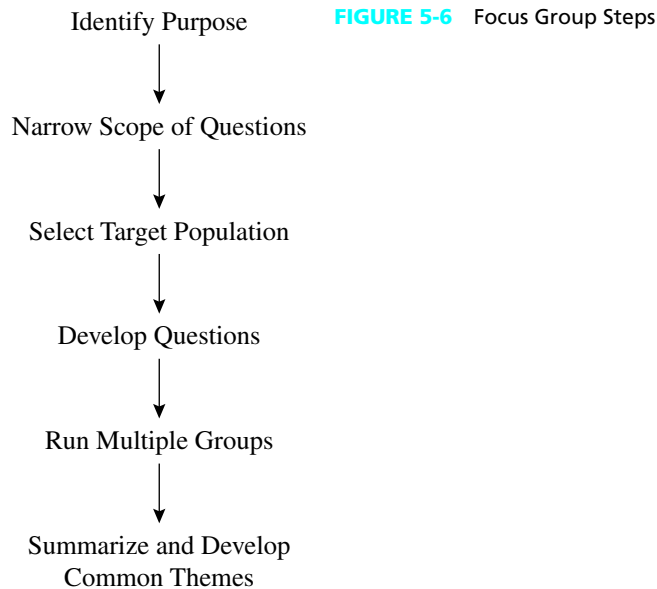 Identify Purpose
FIGURE 5-6 Focus Group Steps
Narrow Scope of Questions
Select Target Population
Develop Questions
Run Multiple Groups
Summarize and Develop
Common Themes